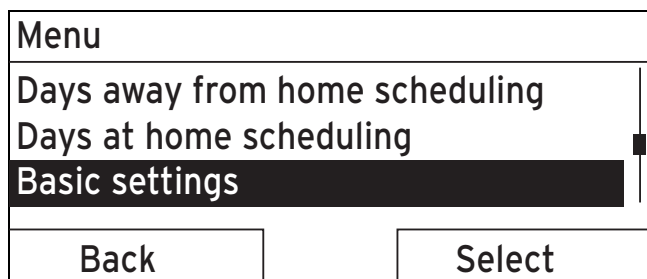 Menu
Days away from home scheduling
Days at home scheduling
Basic settings
Back Select